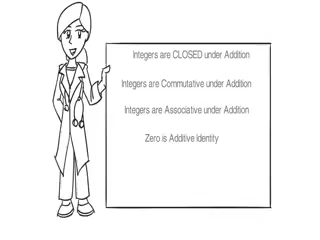 Integers are CLOSED under Addition
Integers are Commutative under Addition
Integers are Associative under Addition
Zero is Additive Identity